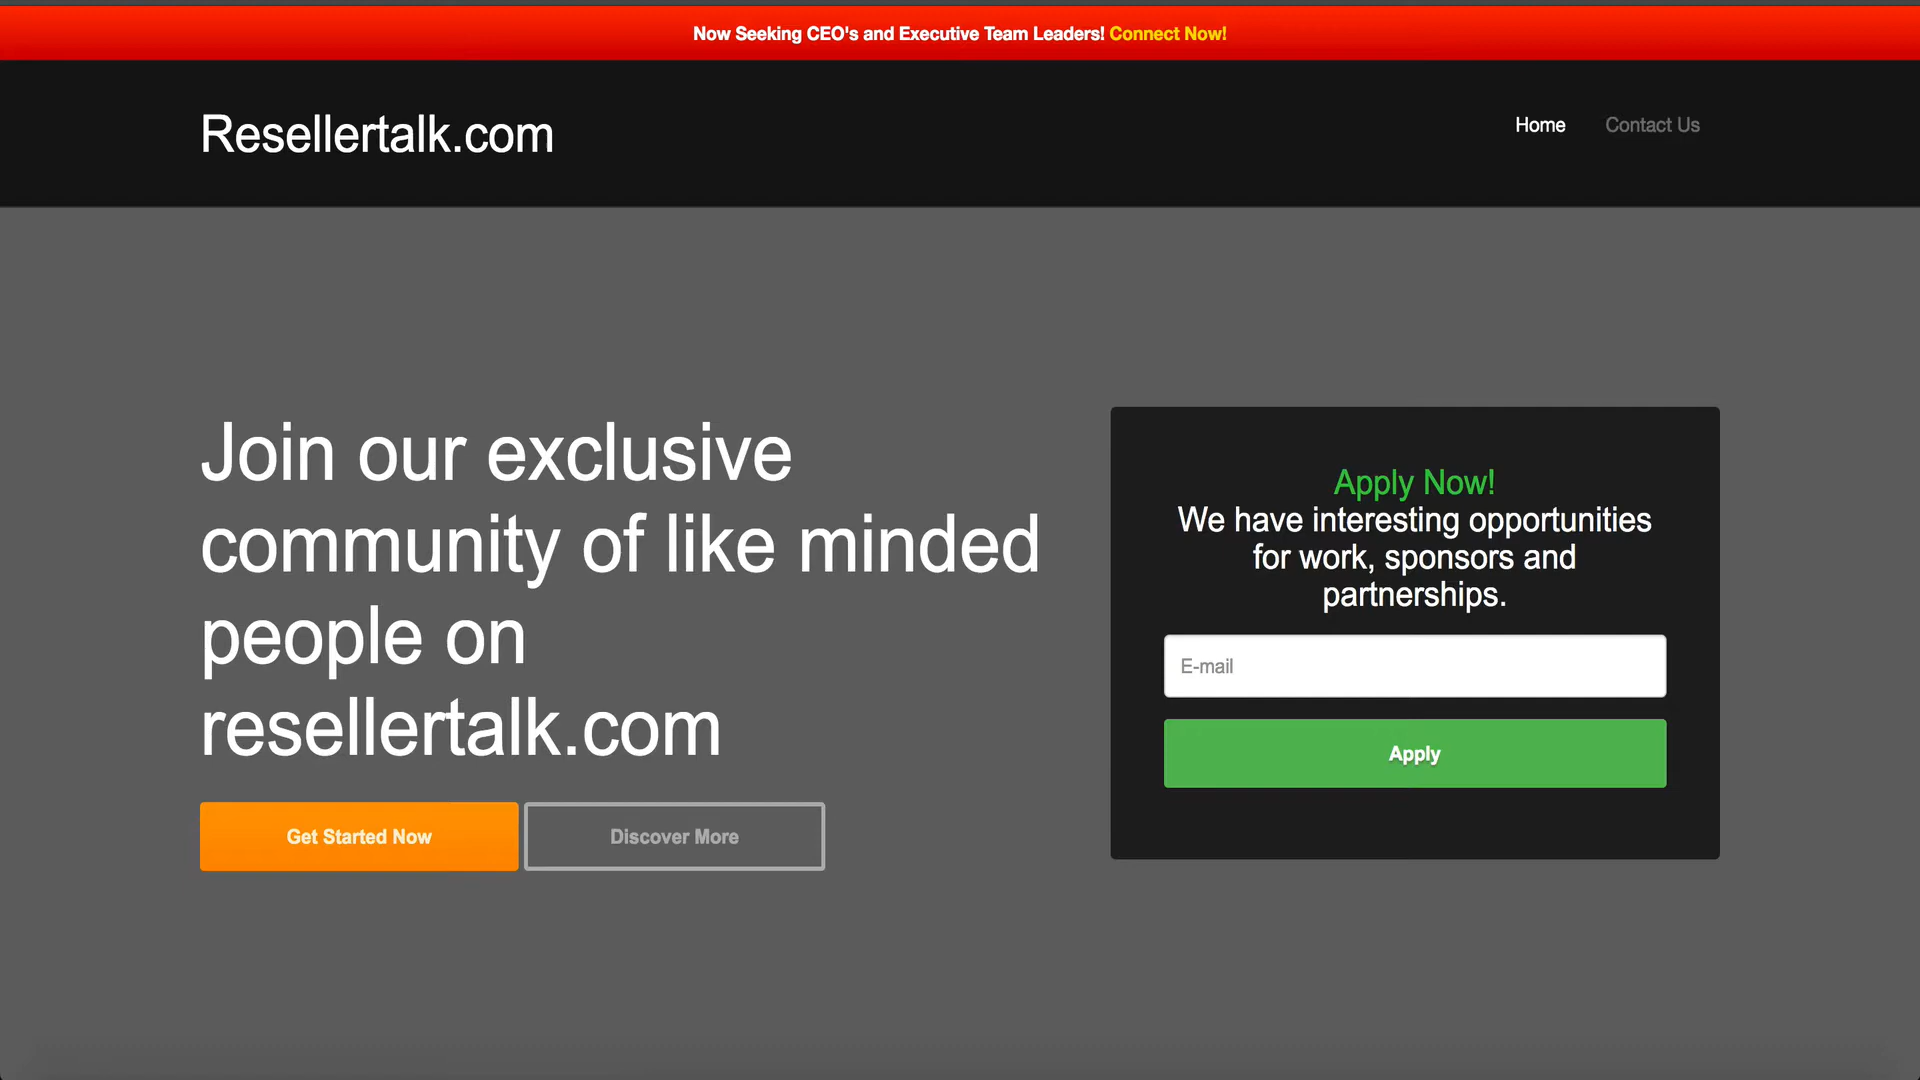 Now Seeking CEO's and Executive Team Leaders! Connect Now!
Resellertalk.com
Home
Contact Us
Join our exclusive
community of like minded
people on
resellertalk.com
Get Started Now
Discover More
Apply Now!
We have interesting opportunities
for work, sponsors and
partnerships.
E-mail
Apply